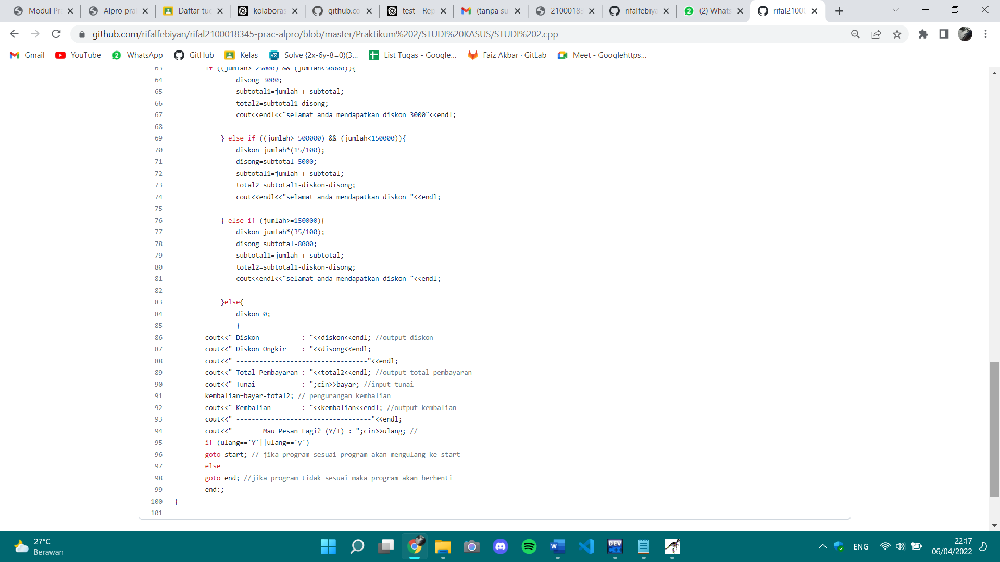 Modul Pr
Alpro pra
Daftar tug
kolaboras
github.co
test - Rep
(tanpa su
21000183
rifalfebiya
(2) Whats
rifal21000
github.com/rifalfebiyan/rifal2100018345-prac-alpro/blob/master/Praktikum%202/STUDI%20KASUS/STUDI%202.cpp
Gmail YouTube 2 WhatsApp GitHub Kelas √x Solve {2x-6y-8=0}{3... List Tugas - Google... Faiz Akbar · GitLab Meet - Googlehttps...
63 if ((jumlah>=25000) && (jumlah<50000)){
64 disong=3000;
65 subtotal1=jumlah + subtotal;
66 total2=subtotal1-disong;
67 cout<<endl<<"selamat anda mendapatkan diskon 3000"<<endl;
68
69 } else if ((jumlah>=500000) && (jumlah<150000)){
70 diskon=jumlah*(15/100);
71 disong=subtotal-5000;
72 subtotal1=jumlah + subtotal;
73 total2=subtotal1-diskon-disong;
74 cout<<endl<<"selamat anda mendapatkan diskon "<<endl;
75
76 } else if (jumlah>=150000){
77 diskon=jumlah*(35/100);
78 disong=subtotal-8000;
79 subtotal1=jumlah + subtotal;
80 total2=subtotal1-diskon-disong;
81 cout<<endl<<"selamat anda mendapatkan diskon "<<endl;
82
83 }else{
84 diskon=0;
85 }
86 cout<<" Diskon           : "<<diskon<<endl; //output diskon
87 cout<<" Diskon Ongkir    : "<<disong<<endl;
88 cout<<" ----------------------------------"<<endl;
89 cout<<" Total Pembayaran : "<<total2<<endl; //output total pembayaran
90 cout<<" Tunai            : ";cin>>bayar; //input tunai
91 kembalian=bayar-total2; // pengurangan kembalian
92 cout<<" Kembalian        : "<<kembalian<<endl; //output kembalian
93 cout<<" -----------------------------------"<<endl;
94 cout<<"        Mau Pesan Lagi? (Y/T) : ";cin>>ulang; //
95 if (ulang=='Y'||ulang=='y')
96 goto start; // jika program sesuai program akan mengulang ke start
97 else
98 goto end; //jika program tidak sesuai maka program akan berhenti
99 end:;
100 }
101
27°C
Berawan
W
DEV C++
ENG
22:17
06/04/2022